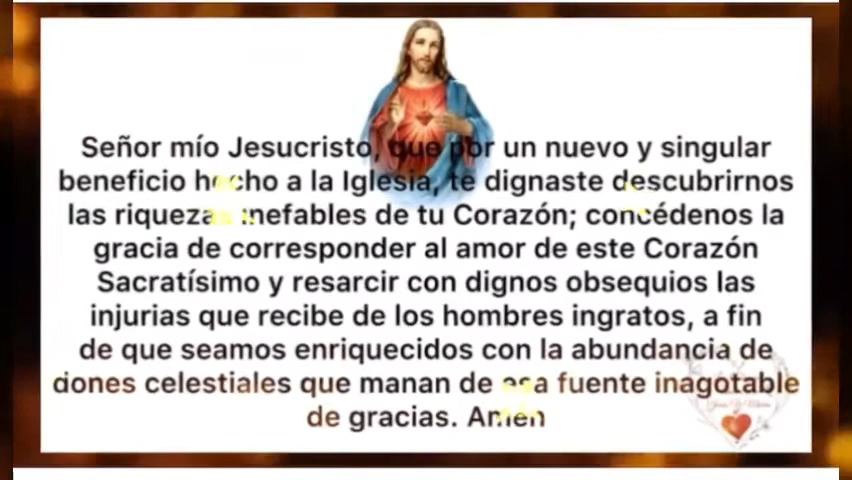 Señor mío Jesucristo, que por un nuevo y singular
beneficio hecho a la Iglesia, te dignaste descubrirnos
las riquezas inefables de tu Corazón; concédenos la
gracia de corresponder al amor de este Corazón
Sacratísimo y resarcir con dignos obsequios las
injurias que recibe de los hombres ingratos, a fin
de que seamos enriquecidos con la abundancia de
dones celestiales que manan de esa fuente inagotable
de gracias. Amén